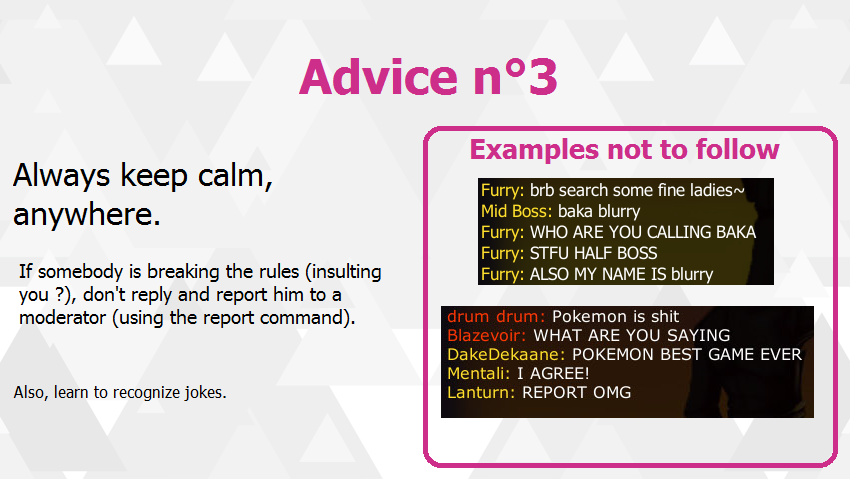 Advice n°3
Always keep calm,
anywhere.
If somebody is breaking the rules (insulting
you ?), don't reply and report him to a
moderator (using the report command).
Also, learn to recognize jokes.
Examples not to follow
Furry: brb search some fine ladies~
Mid Boss: baka blurry
Furry: WHO ARE YOU CALLING BAKA
Furry: STFU HALF BOSS
Furry: ALSO MY NAME IS blurry
drum drum: Pokemon is shit
Blazevoir: WHAT ARE YOU SAYING
DakeDekaane: POKEMON BEST GAME EVER
Mentali: I AGREE!
Lanturn: REPORT OMG